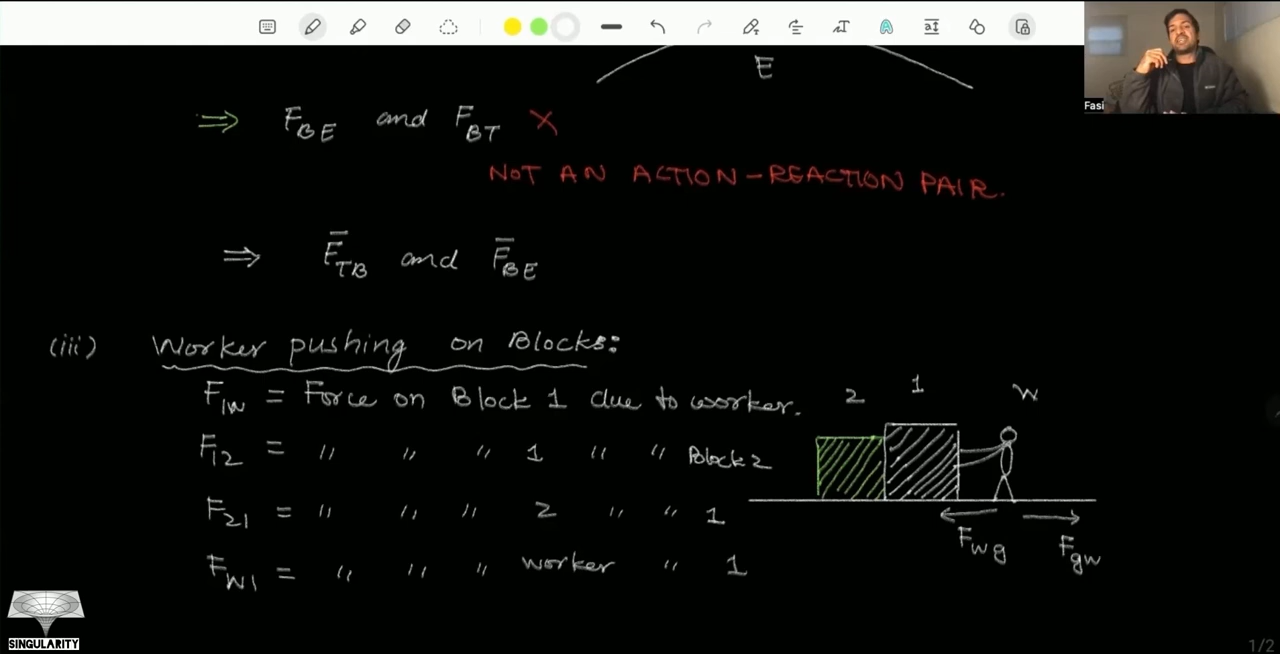 E
Fasi
⇒ F_BE and F_BT X
NOT AN ACTION-REACTION PAIR.
⇒ F̄_TB and F̄_BE
(iii) Worker pushing on Blocks:
F_1W = Force on Block 1 due to worker.
F_12 = " " " 1 " " Block 2
F_21 = " " " 2 " " 1
F_W1 = " " " worker " 1
2 1 W
F_wg F_gw
SINGULARITY
1/2